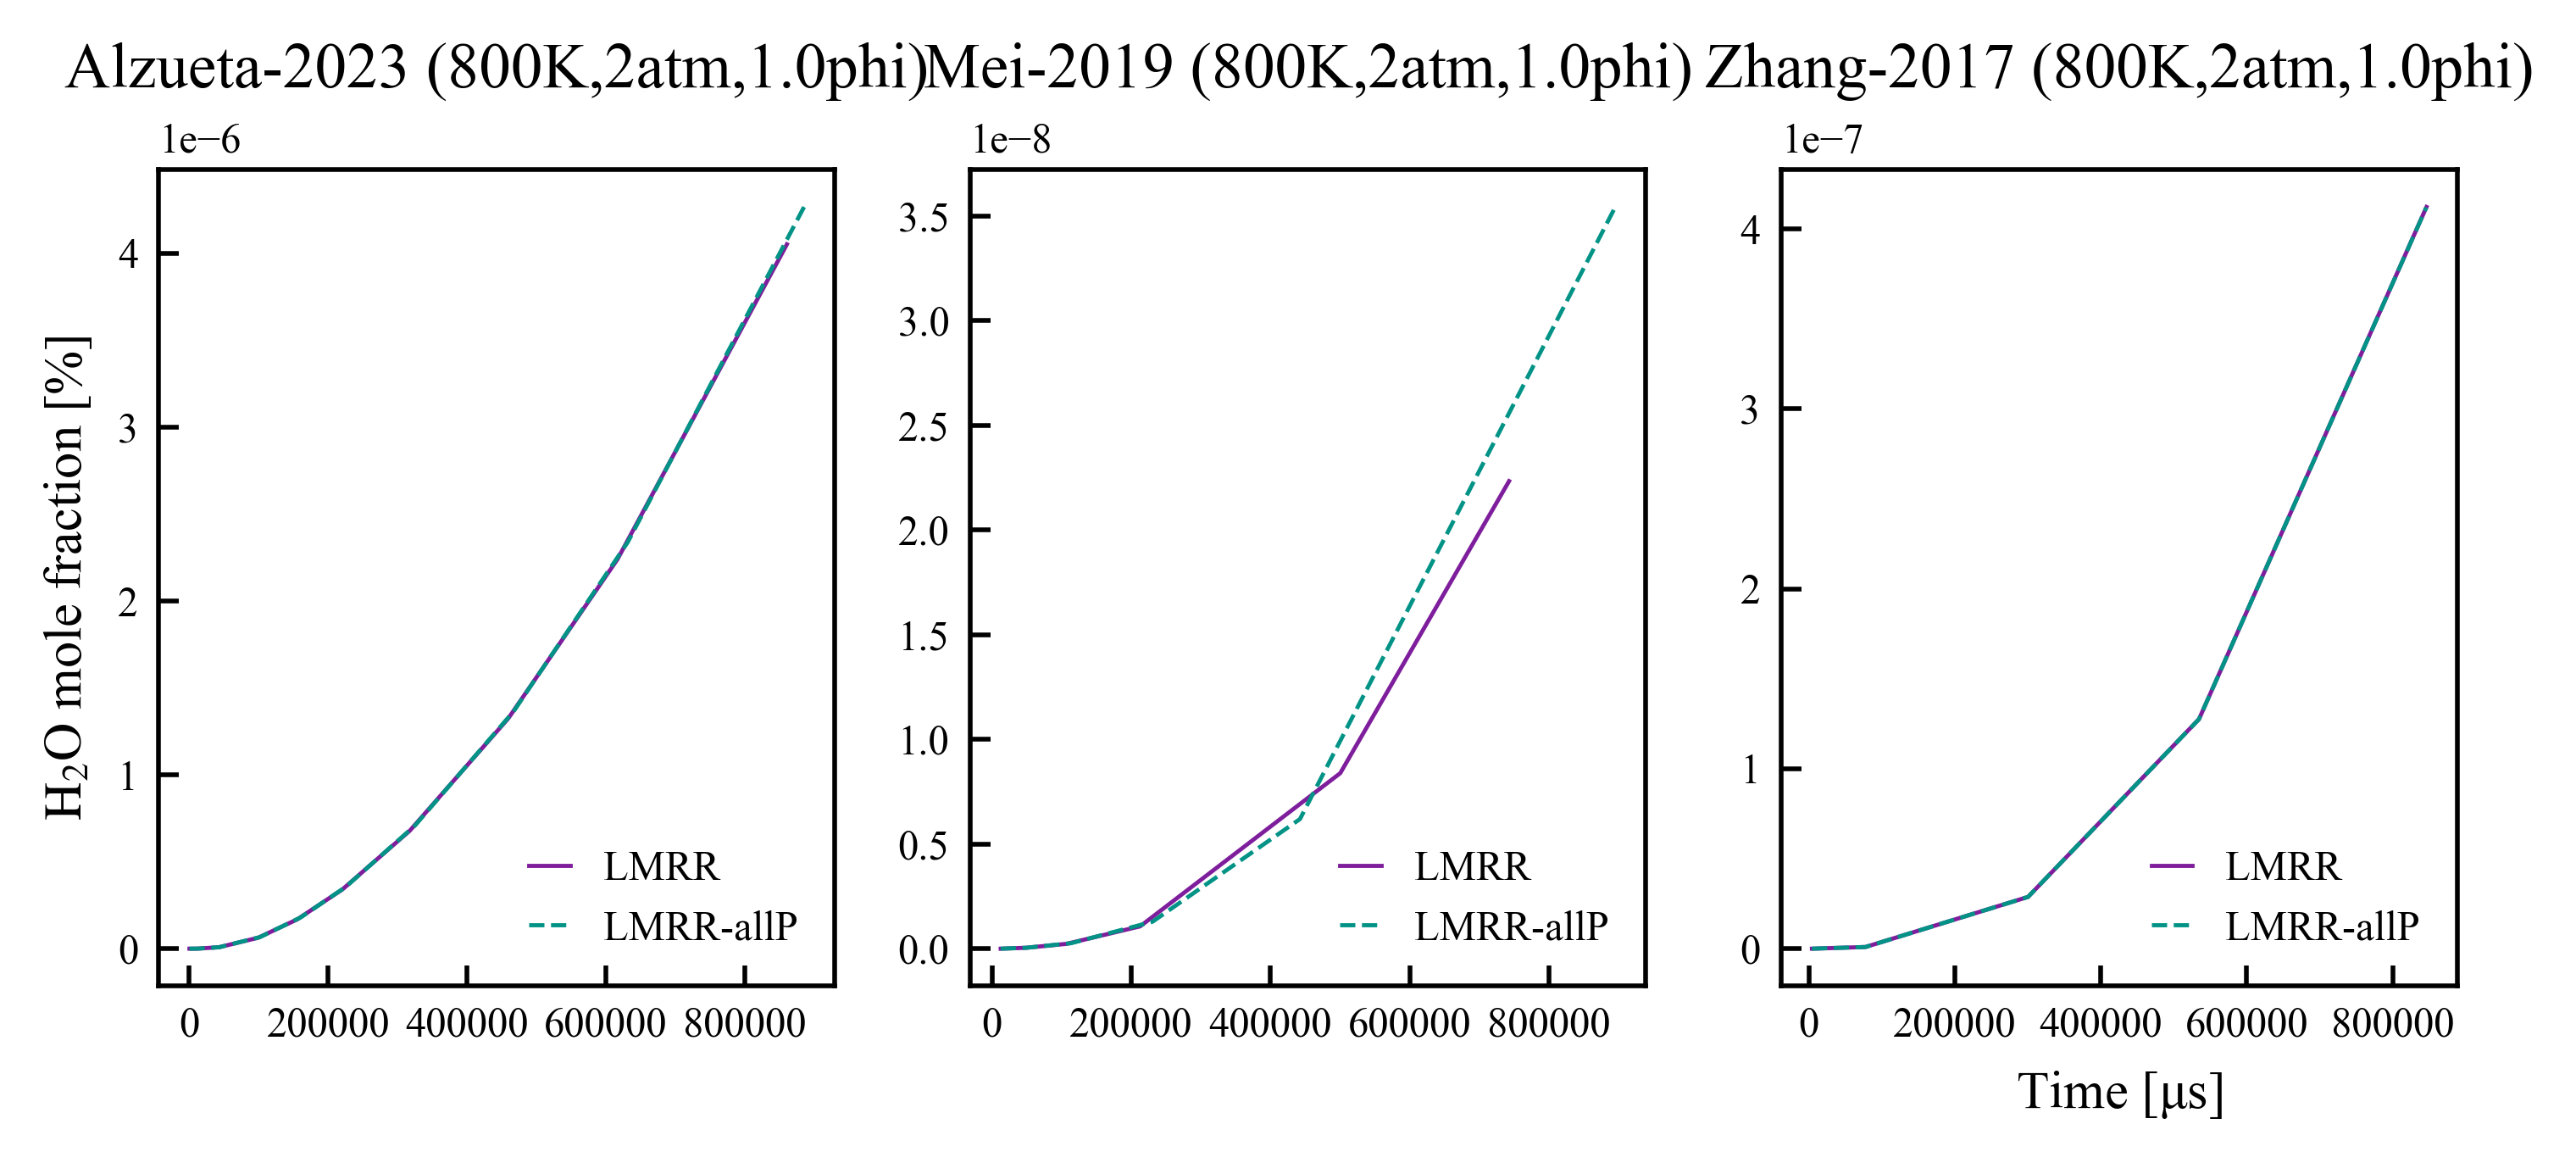 Alzueta-2023 (800K,2atm,1.0phi)
Mei-2019 (800K,2atm,1.0phi)
Zhang-2017 (800K,2atm,1.0phi)
H₂O mole fraction [%]
1e−6
4
3
2
1
0
LMRR
LMRR-allP
0 200000 400000 600000 800000
1e−8
3.5
3.0
2.5
2.0
1.5
1.0
0.5
0.0
LMRR
LMRR-allP
0 200000 400000 600000 800000
1e−7
4
3
2
1
0
LMRR
LMRR-allP
0 200000 400000 600000 800000
Time [μs]